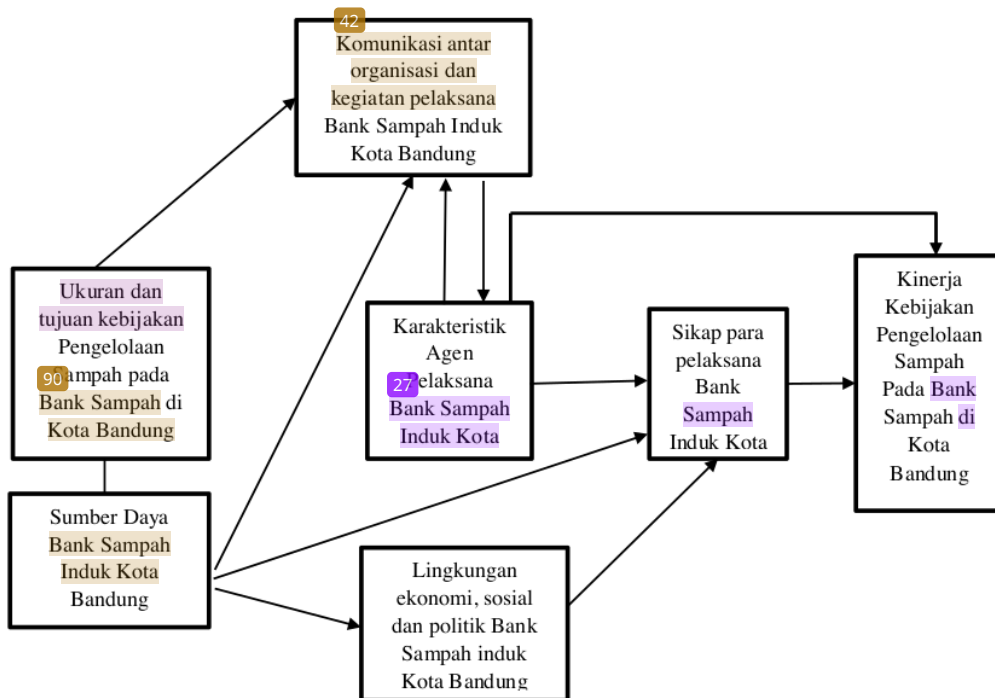 42
Komunikasi antar
organisasi dan
kegiatan pelaksana
Bank Sampah Induk
Kota Bandung
Ukuran dan
tujuan kebijakan
Pengelolaan
Sampah pada
90
Bank Sampah di
Kota Bandung
Sumber Daya
Bank Sampah
Induk Kota
Bandung
Karakteristik
Agen
Pelaksana
27
Bank Sampah
Induk Kota
Lingkungan
ekonomi, sosial
dan politik Bank
Sampah induk
Kota Bandung
Sikap para
pelaksana
Bank
Sampah
Induk Kota
Kinerja
Kebijakan
Pengelolaan
Sampah
Pada Bank
Sampah di
Kota
Bandung